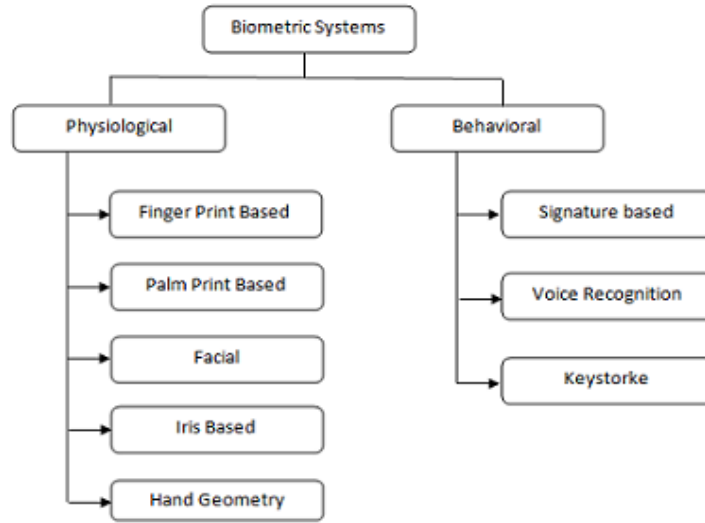 Biometric Systems
Physiological
Behavioral
Finger Print Based
Palm Print Based
Facial
Iris Based
Hand Geometry
Signature based
Voice Recognition
Keystorke